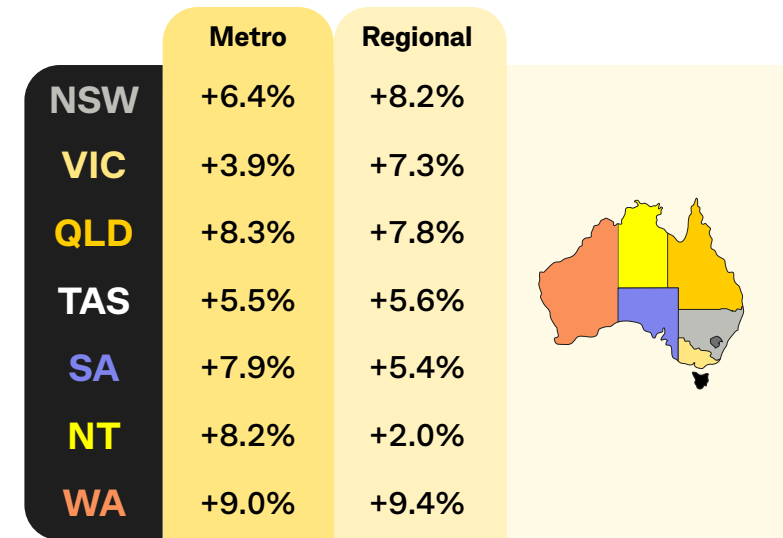 Metro Regional
NSW +6.4% +8.2%
VIC +3.9% +7.3%
QLD +8.3% +7.8%
TAS +5.5% +5.6%
SA +7.9% +5.4%
NT +8.2% +2.0%
WA +9.0% +9.4%